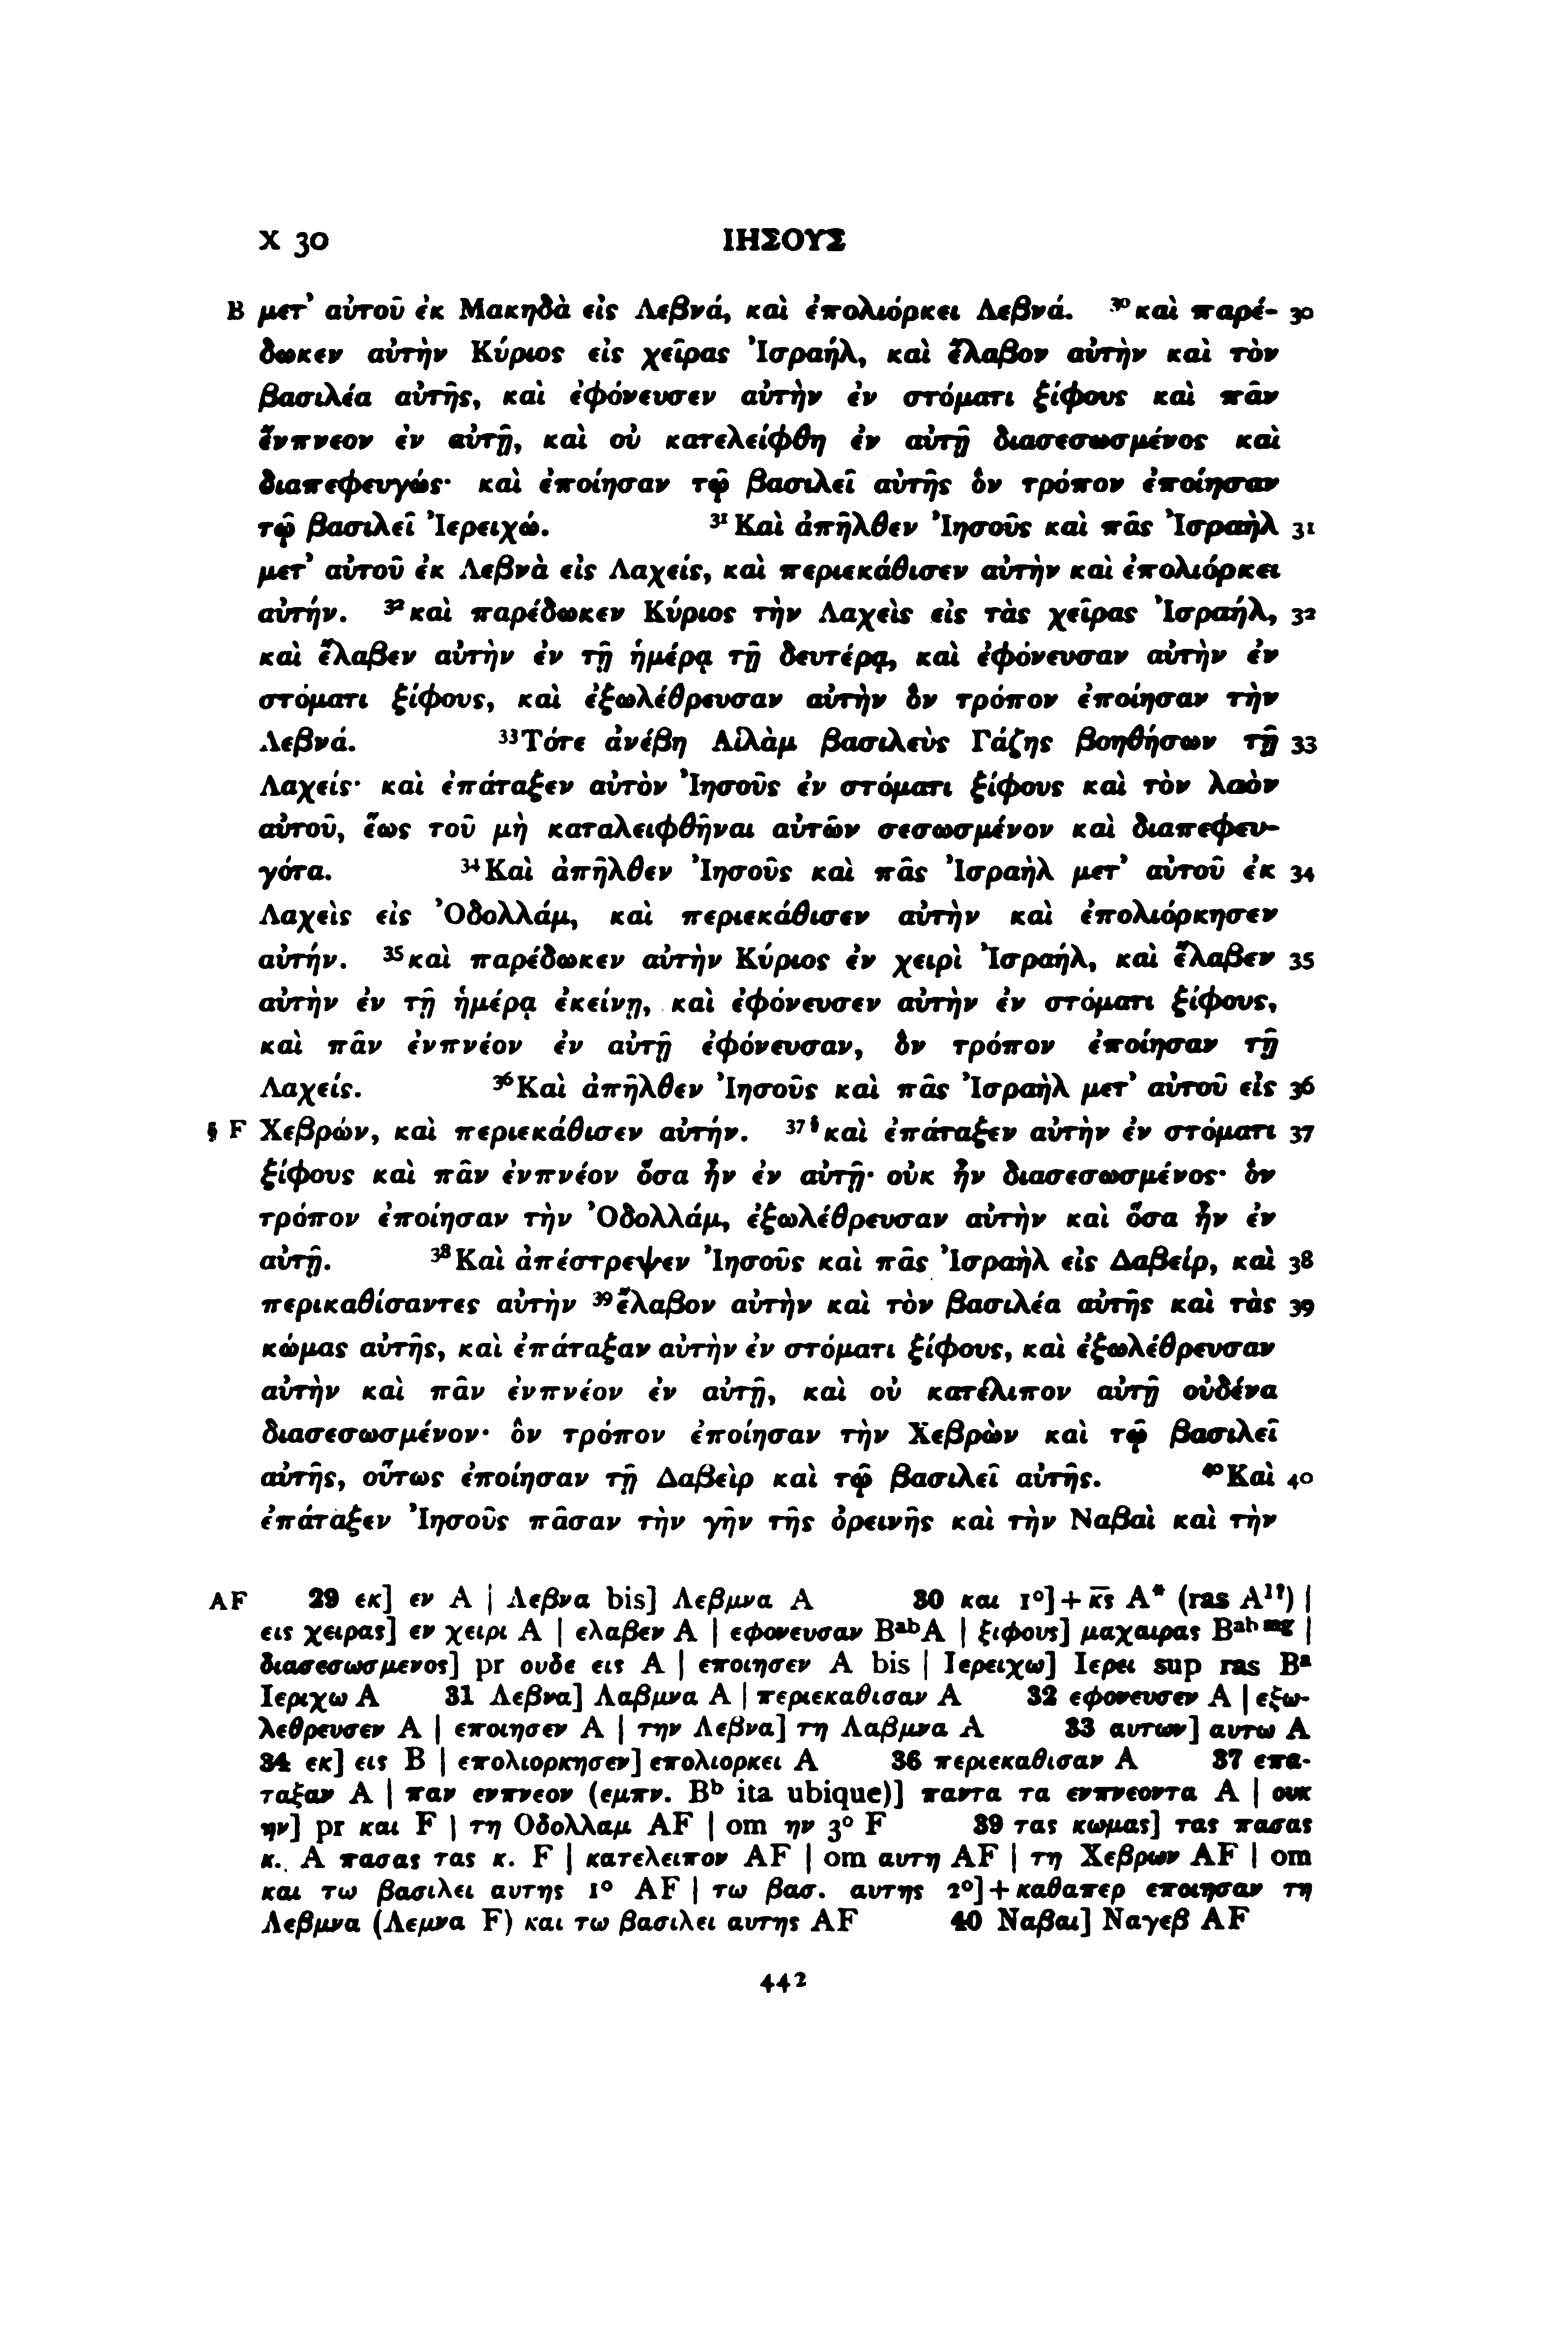 X 30 ΙΗΣΟΥΣ
B μετ᾽ αὐτοῦ ἐκ Μακηδὰ εἰς Λεβνά, καὶ ἐπολιόρκει Λεβνά. ³⁰καὶ παρέ- 30
δωκεν αὐτὴν Κύριος εἰς χεῖρας Ἰσραήλ, καὶ ἔλαβον αὐτὴν καὶ τὸν
βασιλέα αὐτῆς, καὶ ἐφόνευσεν αὐτὴν ἐν στόματι ξίφους καὶ πᾶν
ἔνπνεον ἐν αὐτῇ, καὶ οὐ κατελείφθη ἐν αὐτῇ διασεσωσμένος καὶ
διαπεφευγώς· καὶ ἐποίησαν τῷ βασιλεῖ αὐτῆς ὃν τρόπον ἐποίησαν
τῷ βασιλεῖ Ἰερειχώ. ³¹Καὶ ἀπῆλθεν Ἰησοῦς καὶ πᾶς Ἰσραὴλ 31
μετ᾽ αὐτοῦ ἐκ Λεβνὰ εἰς Λαχείς, καὶ περιεκάθισεν αὐτὴν καὶ ἐπολιόρκει
αὐτήν. ³²καὶ παρέδωκεν Κύριος τὴν Λαχεὶς εἰς τὰς χεῖρας Ἰσραήλ, 32
καὶ ἔλαβεν αὐτὴν ἐν τῇ ἡμέρᾳ τῇ δευτέρᾳ, καὶ ἐφόνευσαν αὐτὴν ἐν
στόματι ξίφους, καὶ ἐξωλέθρευσαν αὐτὴν ὃν τρόπον ἐποίησαν τὴν
Λεβνά. ³³Τότε ἀνέβη Αἰλὰμ βασιλεὺς Γάζης βοηθήσων τῇ 33
Λαχείς· καὶ ἐπάταξεν αὐτὸν Ἰησοῦς ἐν στόματι ξίφους καὶ τὸν λαὸν
αὐτοῦ, ἕως τοῦ μὴ καταλειφθῆναι αὐτῶν σεσωσμένον καὶ διαπεφευ-
γότα. ³⁴Καὶ ἀπῆλθεν Ἰησοῦς καὶ πᾶς Ἰσραὴλ μετ᾽ αὐτοῦ ἐκ 34
Λαχεὶς εἰς Ὀδολλάμ, καὶ περιεκάθισεν αὐτὴν καὶ ἐπολιόρκησεν
αὐτήν. ³⁵καὶ παρέδωκεν αὐτὴν Κύριος ἐν χειρὶ Ἰσραήλ, καὶ ἔλαβεν 35
αὐτὴν ἐν τῇ ἡμέρᾳ ἐκείνῃ, καὶ ἐφόνευσεν αὐτὴν ἐν στόματι ξίφους,
καὶ πᾶν ἐνπνέον ἐν αὐτῇ ἐφόνευσαν, ὃν τρόπον ἐποίησαν τῇ
Λαχείς. ³⁶Καὶ ἀπῆλθεν Ἰησοῦς καὶ πᾶς Ἰσραὴλ μετ᾽ αὐτοῦ εἰς 36
§ F Χεβρών, καὶ περιεκάθισεν αὐτήν. ³⁷ §καὶ ἐπάταξεν αὐτὴν ἐν στόματι 37
ξίφους καὶ πᾶν ἐνπνέον ὅσα ἦν ἐν αὐτῇ· οὐκ ἦν διασεσωσμένος· ὃν
τρόπον ἐποίησαν τὴν Ὀδολλάμ, ἐξωλέθρευσαν αὐτὴν καὶ ὅσα ἦν ἐν
αὐτῇ. ³⁸Καὶ ἀπέστρεψεν Ἰησοῦς καὶ πᾶς Ἰσραὴλ εἰς Δαβείρ, καὶ 38
περικαθίσαντες αὐτὴν ³⁹ἔλαβον αὐτὴν καὶ τὸν βασιλέα αὐτῆς καὶ τὰς 39
κώμας αὐτῆς, καὶ ἐπάταξαν αὐτὴν ἐν στόματι ξίφους, καὶ ἐξωλέθρευσαν
αὐτὴν καὶ πᾶν ἐνπνέον ἐν αὐτῇ, καὶ οὐ κατέλιπον αὐτῇ οὐδένα
διασεσωσμένον· ὃν τρόπον ἐποίησαν τὴν Χεβρὼν καὶ τῷ βασιλεῖ
αὐτῆς, οὕτως ἐποίησαν τῇ Δαβεὶρ καὶ τῷ βασιλεῖ αὐτῆς. ⁴⁰Καὶ 40
ἐπάταξεν Ἰησοῦς πᾶσαν τὴν γῆν τῆς ὀρεινῆς καὶ τὴν Ναβαὶ καὶ τὴν
AF 29 εκ] εν A | Λεβνα bis] Λεβμνα A 30 και 1°] + κ̅ς̅ A* (ras A¹ʾ) |
εις χειρας] εν χειρι A | ελαβεν A | εφονευσαν BᵃᵇA | ξιφους] μαχαιρας Bᵃᵇ ᵐᵍ |
διασεσωσμενος] pr ουδε εις A | εποιησεν A bis | Ιερειχω] Ιερει sup ras Bᵃ
Ιεριχω A 31 Λεβνα] Λαβμνα A | περιεκαθισαν A 32 εφονευσεν A | εξω-
λεθρευσεν A | εποιησεν A | την Λεβνα] τη Λαβμνα A 33 αυτων] αυτω A
34 εκ] εις B | επολιορκησεν] επολιορκει A 36 περιεκαθισαν A 37 επα-
ταξαν A | παν ενπνεον (εμπν. Bᵇ ita ubique)] παντα τα ενπνεοντα A | ουκ
ην] pr και F | τη Οδολλαμ AF | om ην 3° F 39 τας κωμας] τας πασας
κ. A πασας τας κ. F | κατελειπον AF | om αυτη AF | τη Χεβρων AF | om
και τω βασιλει αυτης 1° AF | τω βασ. αυτης 2°] + καθαπερ εποιησαν τη
Λεβμνα (Λεμνα F) και τω βασιλει αυτης AF 40 Ναβαι] Ναγεβ AF
442